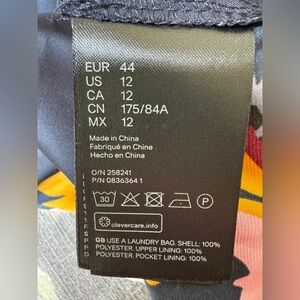 EUR 44
US 12
CA 12
CN 175/84A
MX 12
Made in China
Fabriqué en Chine
Hecho en China
O/N 258241
P/N 0836364 1
30
P
clevercare.info
GB USE A LAUNDRY BAG. SHELL: 100%
POLYESTER. UPPER LINING: 100%
POLYESTER. POCKET LINING: 100%